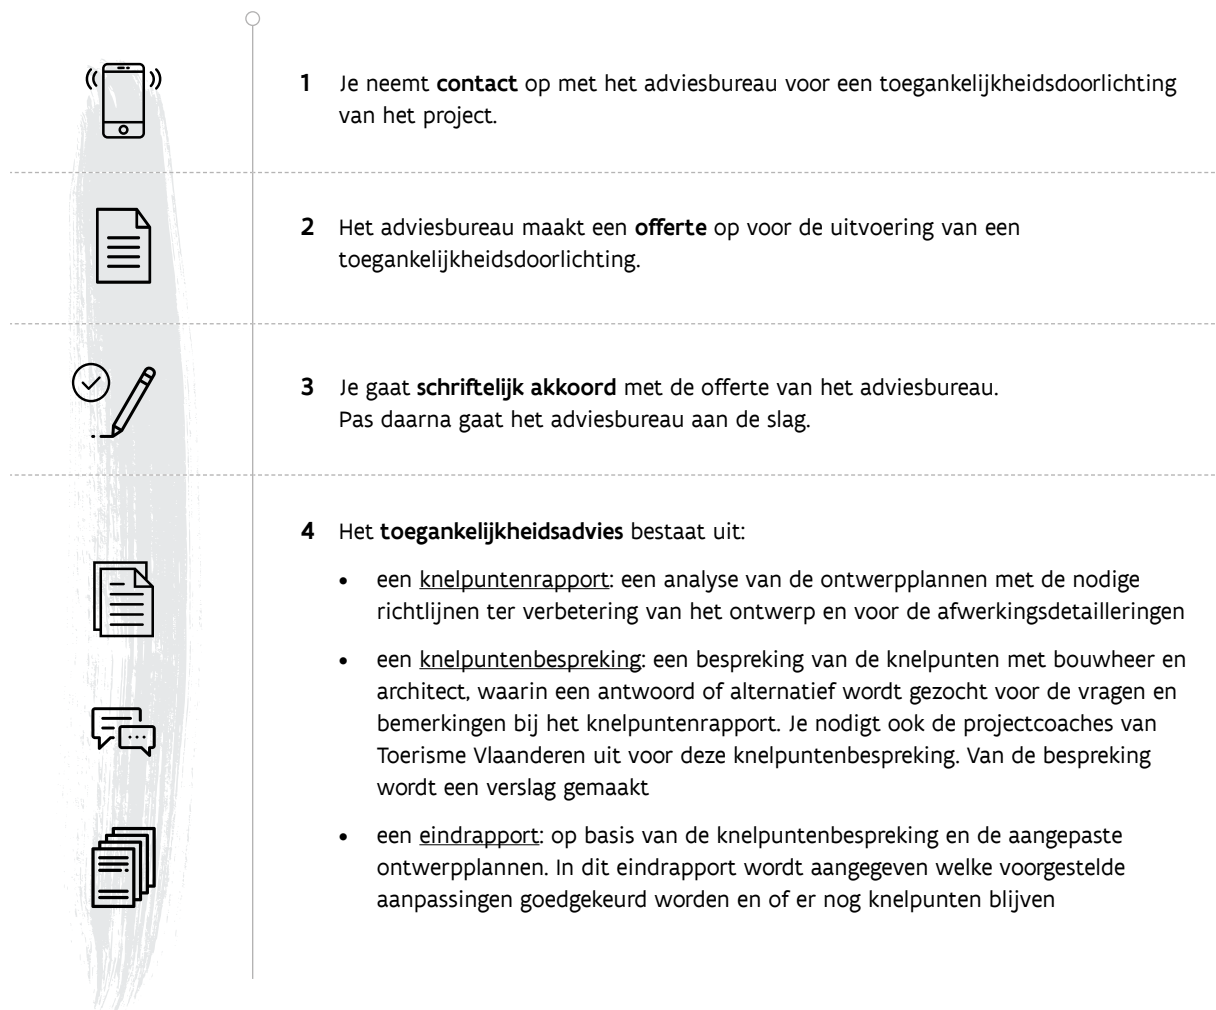 1 Je neemt contact op met het adviesbureau voor een toegankelijkheidsdoorlichting
van het project.
2 Het adviesbureau maakt een offerte op voor de uitvoering van een
toegankelijkheidsdoorlichting.
3 Je gaat schriftelijk akkoord met de offerte van het adviesbureau.
Pas daarna gaat het adviesbureau aan de slag.
4 Het toegankelijkheidsadvies bestaat uit:
• een knelpuntenrapport: een analyse van de ontwerpplannen met de nodige
richtlijnen ter verbetering van het ontwerp en voor de afwerkingsdetailleringen
• een knelpuntenbespreking: een bespreking van de knelpunten met bouwheer en
architect, waarin een antwoord of alternatief wordt gezocht voor de vragen en
bemerkingen bij het knelpuntenrapport. Je nodigt ook de projectcoaches van
Toerisme Vlaanderen uit voor deze knelpuntenbespreking. Van de bespreking
wordt een verslag gemaakt
• een eindrapport: op basis van de knelpuntenbespreking en de aangepaste
ontwerpplannen. In dit eindrapport wordt aangegeven welke voorgestelde
aanpassingen goedgekeurd worden en of er nog knelpunten blijven